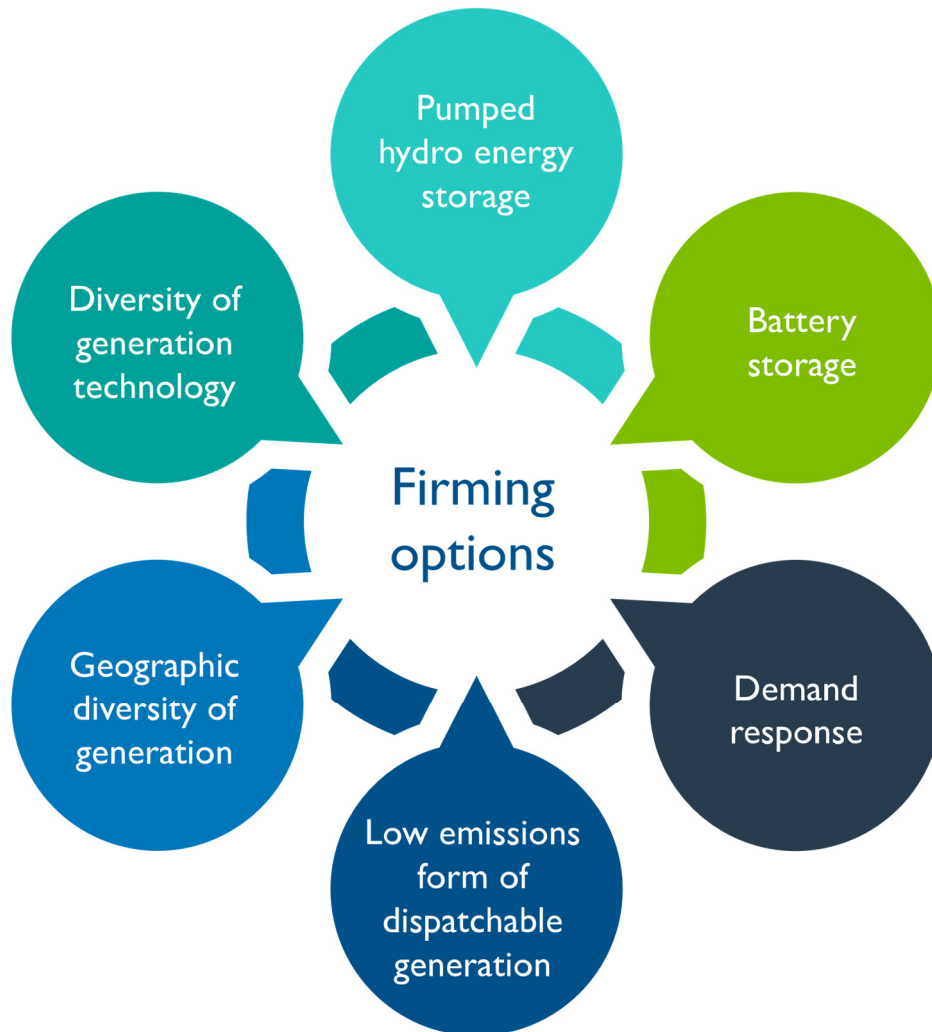 Pumped
hydro energy
storage
Diversity of
generation
technology
Battery
storage
Firming
options
Geographic
diversity of
generation
Demand
response
Low emissions
form of
dispatchable
generation